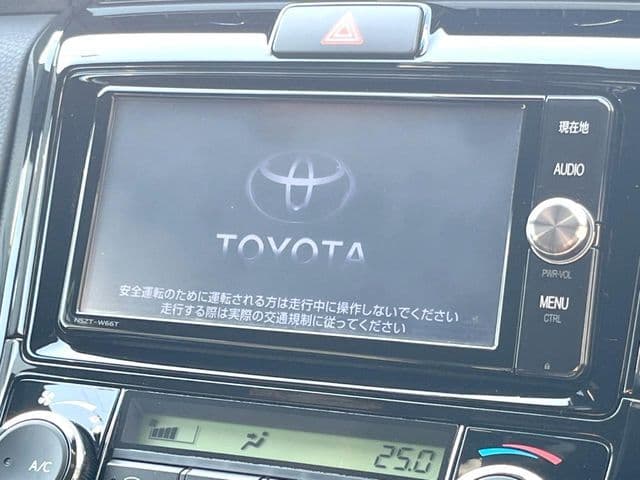 現在地
AUDIO
TOYOTA
PWR-VOL
安全運転のために運転される方は走行中に操作しないでください
走行する際は実際の交通規制に従ってください
MENU
CTRL
NSZT-W66T
A/C
25.0